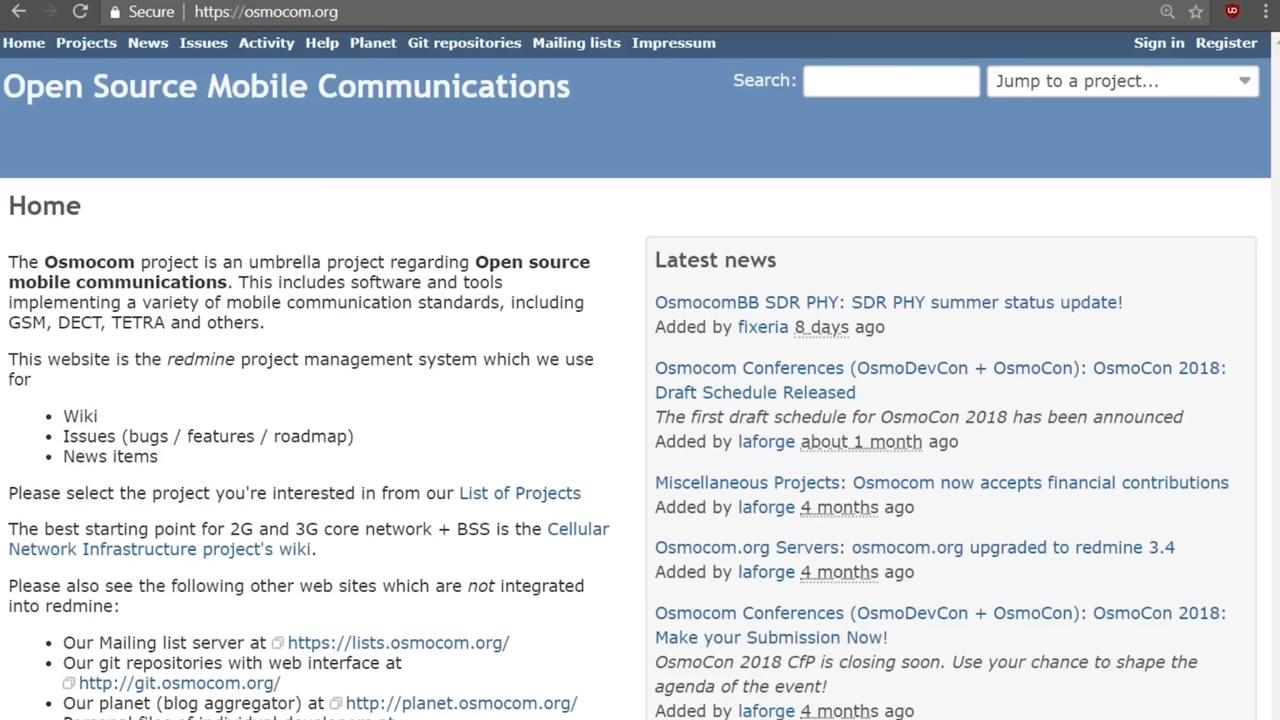 Secure https://osmocom.org
Home Projects News Issues Activity Help Planet Git repositories Mailing lists Impressum Sign in Register
Open Source Mobile Communications
Search: Jump to a project...
Home
The Osmocom project is an umbrella project regarding Open source
mobile communications. This includes software and tools
implementing a variety of mobile communication standards, including
GSM, DECT, TETRA and others.
This website is the redmine project management system which we use
for
• Wiki
• Issues (bugs / features / roadmap)
• News items
Please select the project you're interested in from our List of Projects
The best starting point for 2G and 3G core network + BSS is the Cellular
Network Infrastructure project's wiki.
Please also see the following other web sites which are not integrated
into redmine:
• Our Mailing list server at https://lists.osmocom.org/
• Our git repositories with web interface at
http://git.osmocom.org/
• Our planet (blog aggregator) at http://planet.osmocom.org/
Latest news
OsmocomBB SDR PHY: SDR PHY summer status update!
Added by fixeria 8 days ago
Osmocom Conferences (OsmoDevCon + OsmoCon): OsmoCon 2018:
Draft Schedule Released
The first draft schedule for OsmoCon 2018 has been announced
Added by laforge about 1 month ago
Miscellaneous Projects: Osmocom now accepts financial contributions
Added by laforge 4 months ago
Osmocom.org Servers: osmocom.org upgraded to redmine 3.4
Added by laforge 4 months ago
Osmocom Conferences (OsmoDevCon + OsmoCon): OsmoCon 2018:
Make your Submission Now!
OsmoCon 2018 CfP is closing soon. Use your chance to shape the
agenda of the event!
Added by laforge 4 months ago